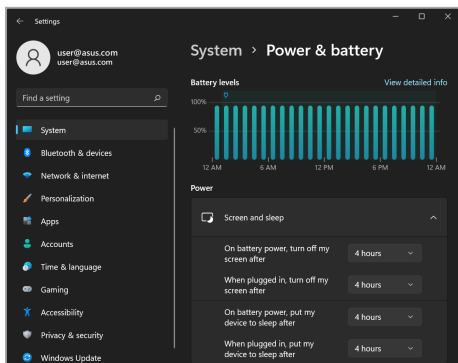 Settings
user@asus.com
user@asus.com
Find a setting
System
Bluetooth & devices
Network & internet
Personalization
Apps
Accounts
Time & language
Gaming
Accessibility
Privacy & security
Windows Update
System > Power & battery
Battery levels
View detailed info
100%
50%
12 AM 6 AM 12 PM 6 PM 12 AM
Power
Screen and sleep
On battery power, turn off my
screen after
4 hours
When plugged in, turn off my
screen after
4 hours
On battery power, put my
device to sleep after
4 hours
When plugged in, put my
device to sleep after
4 hours